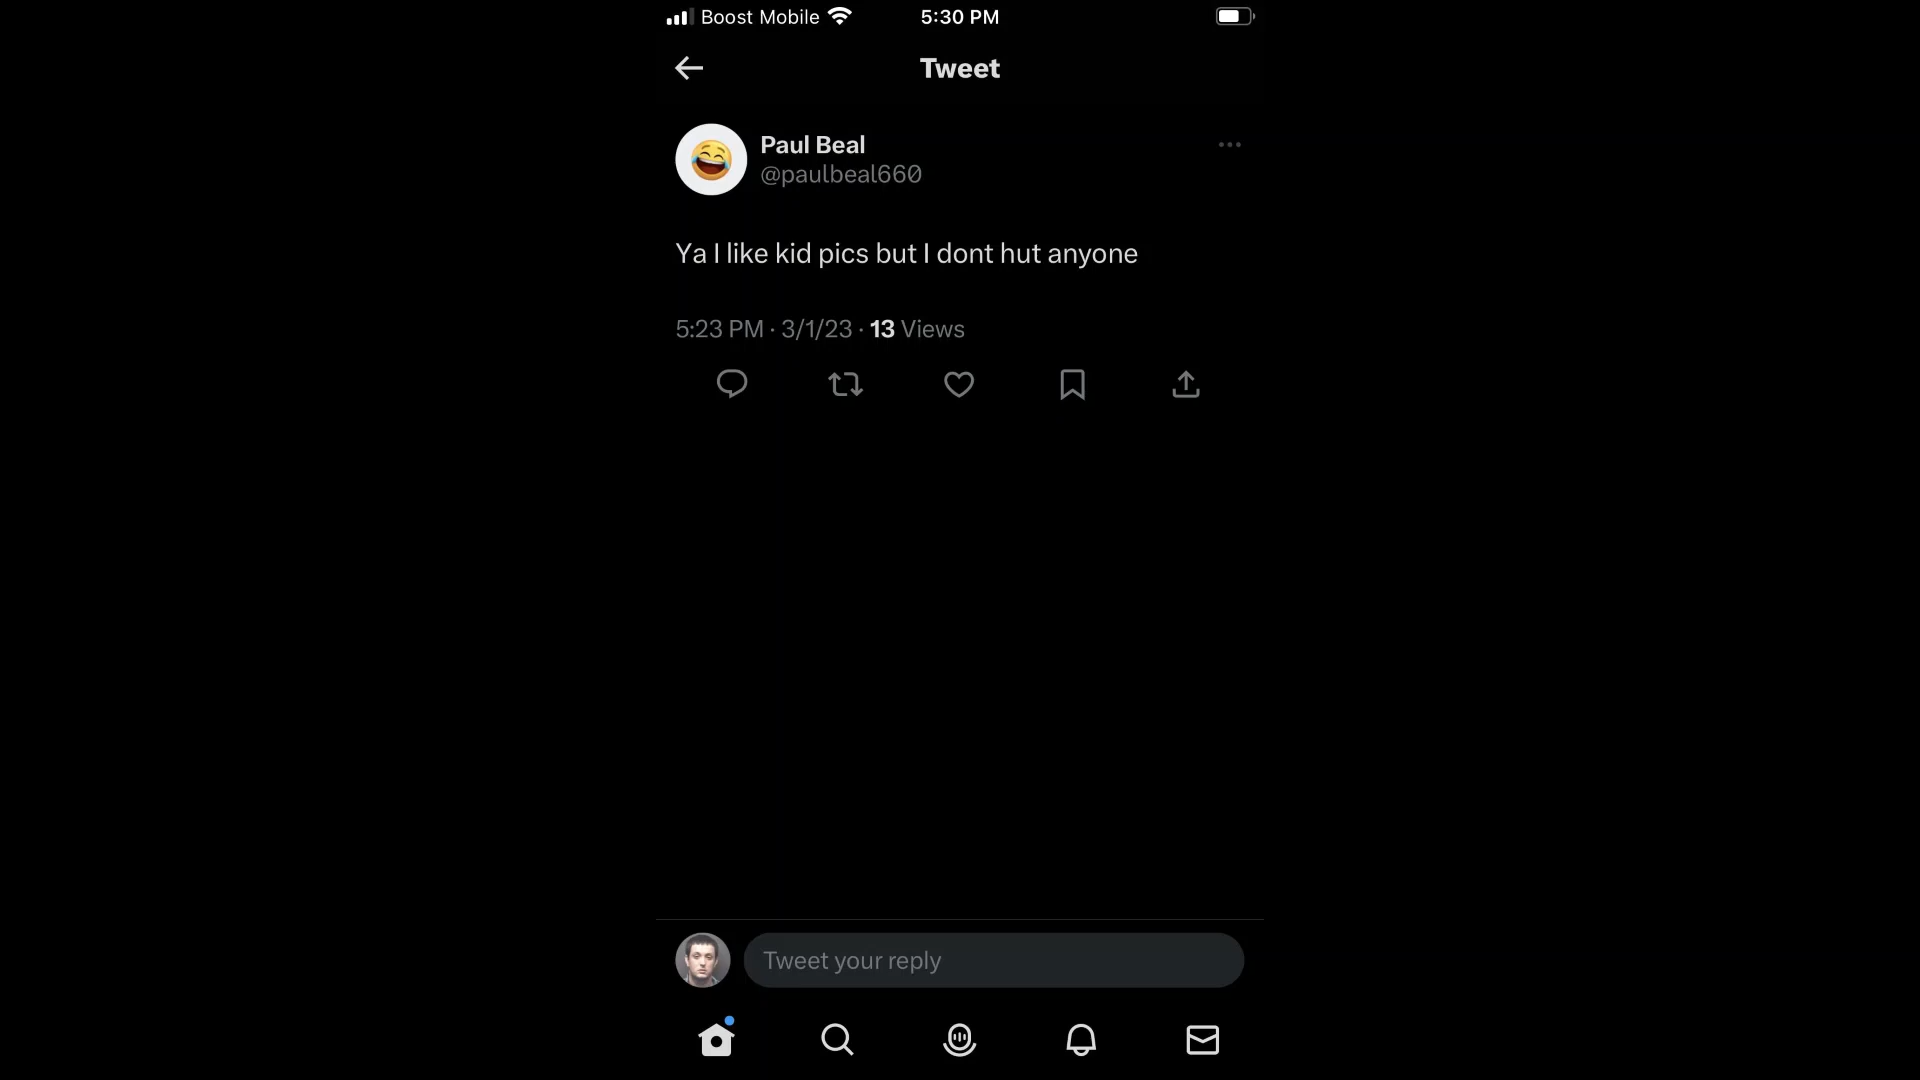 Boost Mobile 5:30 PM
Tweet
Paul Beal
@paulbeal660
Ya I like kid pics but I dont hut anyone
5:23 PM · 3/1/23 · 13 Views
Tweet your reply